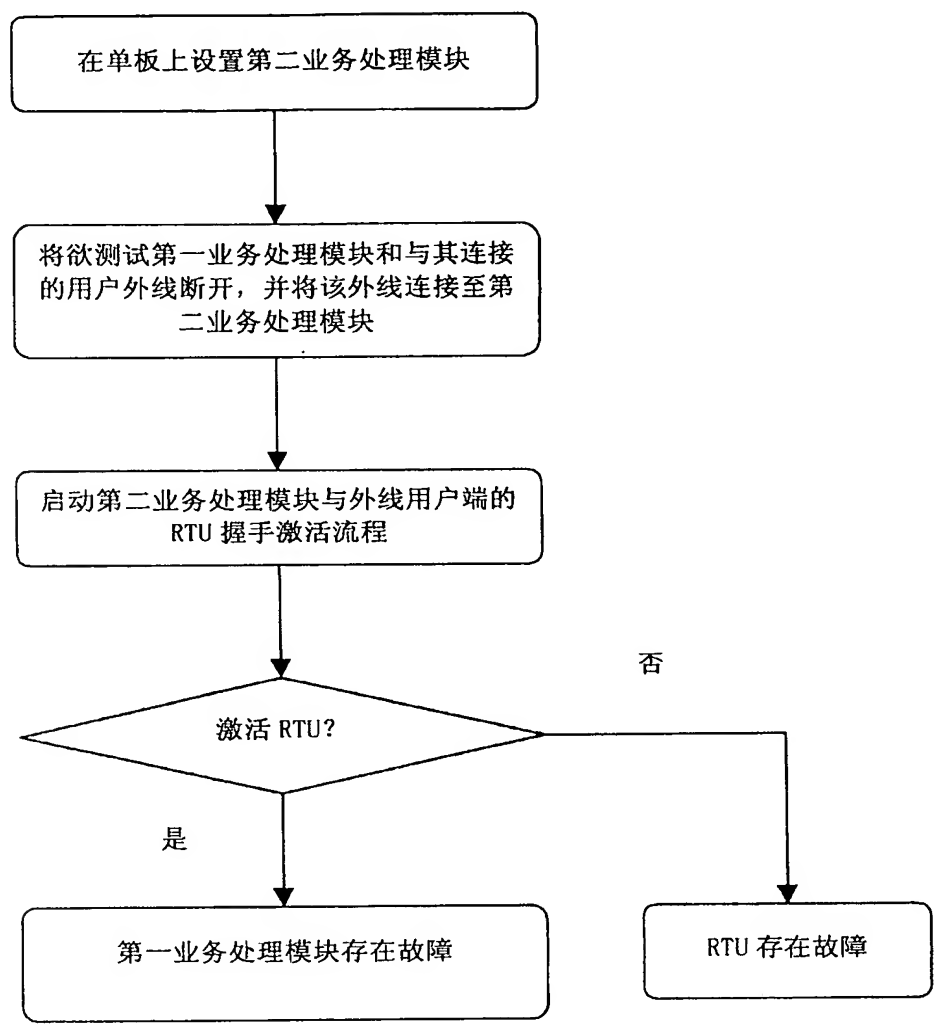 在单板上设置第二业务处理模块
将欲测试第一业务处理模块和与其连接
的用户外线断开，并将该外线连接至第
二业务处理模块
启动第二业务处理模块与外线用户端的
RTU 握手激活流程
否
激活 RTU？
是
第一业务处理模块存在故障
RTU 存在故障